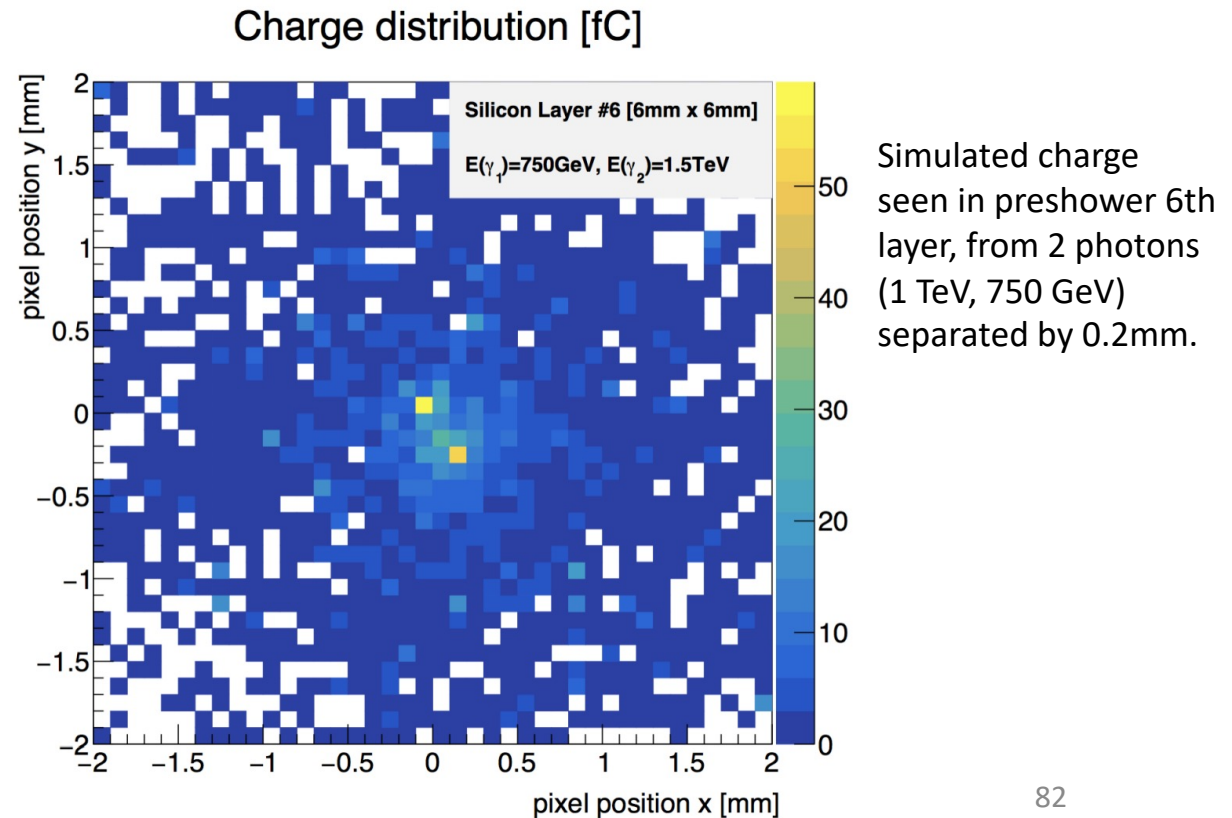 Charge distribution [fC]
pixel position y [mm]
2
1.5
1
0.5
0
−0.5
−1
−1.5
−2
Silicon Layer #6 [6mm x 6mm]
E(γ₁)=750GeV, E(γ₂)=1.5TeV
50
40
30
20
10
0
−2 −1.5 −1 −0.5 0 0.5 1 1.5 2
pixel position x [mm]
Simulated charge
seen in preshower 6th
layer, from 2 photons
(1 TeV, 750 GeV)
separated by 0.2mm.
82